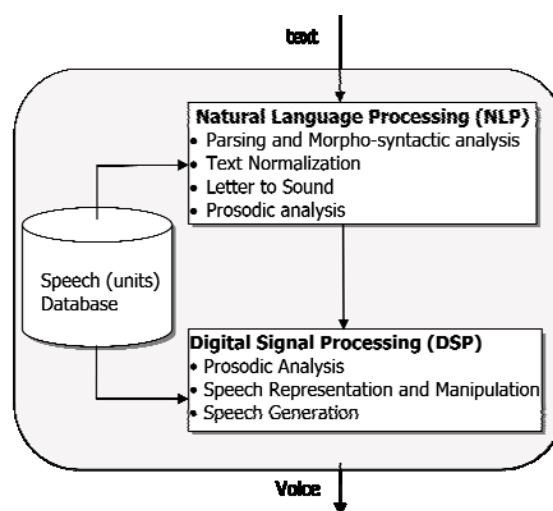 text
Natural Language Processing (NLP)
• Parsing and Morpho-syntactic analysis
• Text Normalization
• Letter to Sound
• Prosodic analysis
Speech (units)
Database
Digital Signal Processing (DSP)
• Prosodic Analysis
• Speech Representation and Manipulation
• Speech Generation
Voice